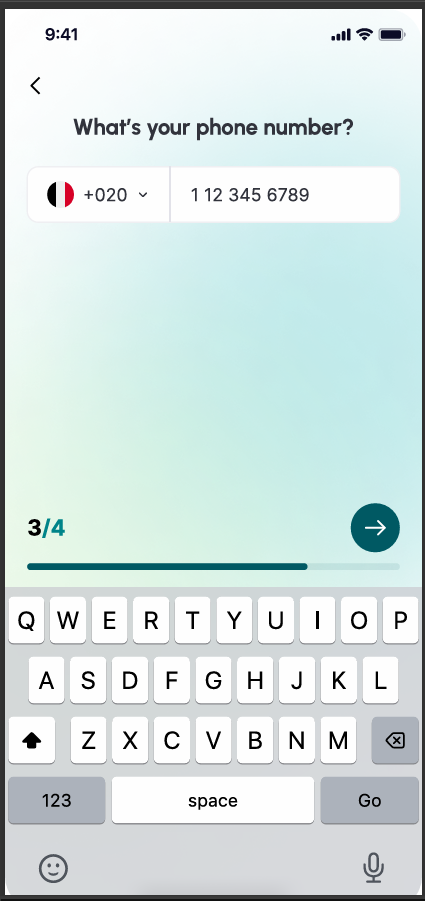 9:41
What's your phone number?
+020 1 12 345 6789
3/4
Q W E R T Y U I O P
A S D F G H J K L
Z X C V B N M
123 space Go